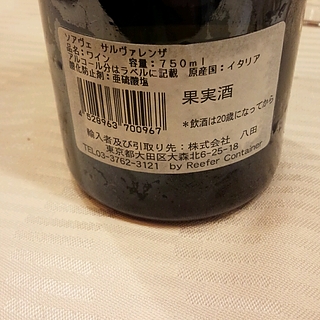 ソアヴェ サルヴァレンザ
品名:ワイン 容量:750ml
アルコール分はラベルに記載 原産国:イタリア
酸化防止剤:亜硫酸塩
果実酒
4528963 700967
*飲酒は20歳になってから
輸入者及び引取り先:株式会社 八田
東京都大田区大森北6-25-18
TEL03-3762-3121 by Reefer Container